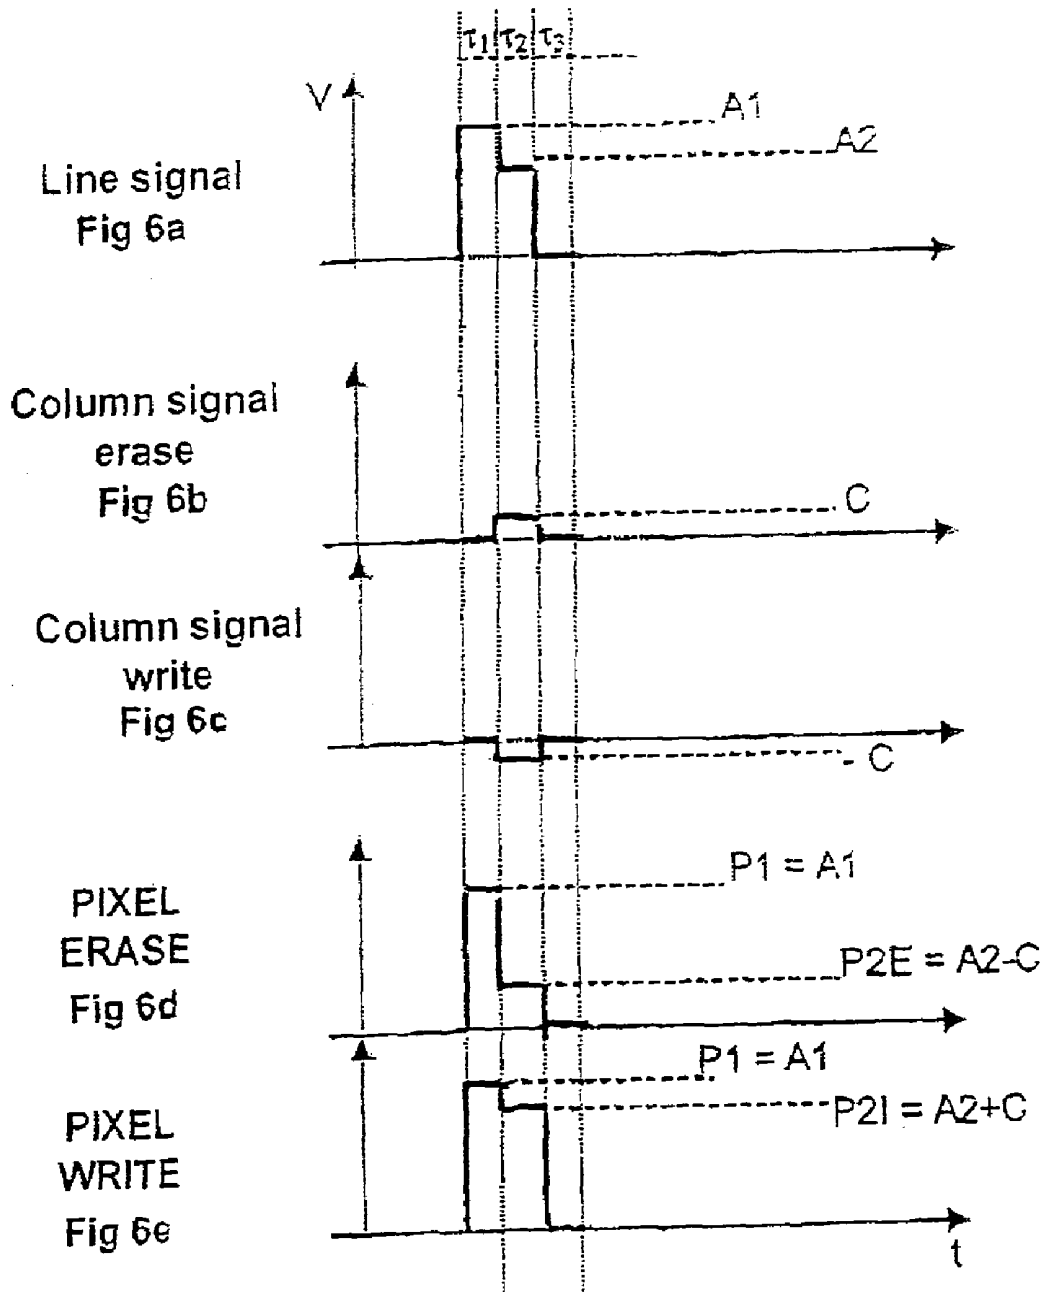 τ1 τ2 τ3
V
A1
A2
Line signal
Fig 6a
Column signal
erase
Fig 6b
C
Column signal
write
Fig 6c
- C
PIXEL
ERASE
Fig 6d
P1 = A1
P2E = A2-C
PIXEL
WRITE
Fig 6e
P1 = A1
P2I = A2+C
t